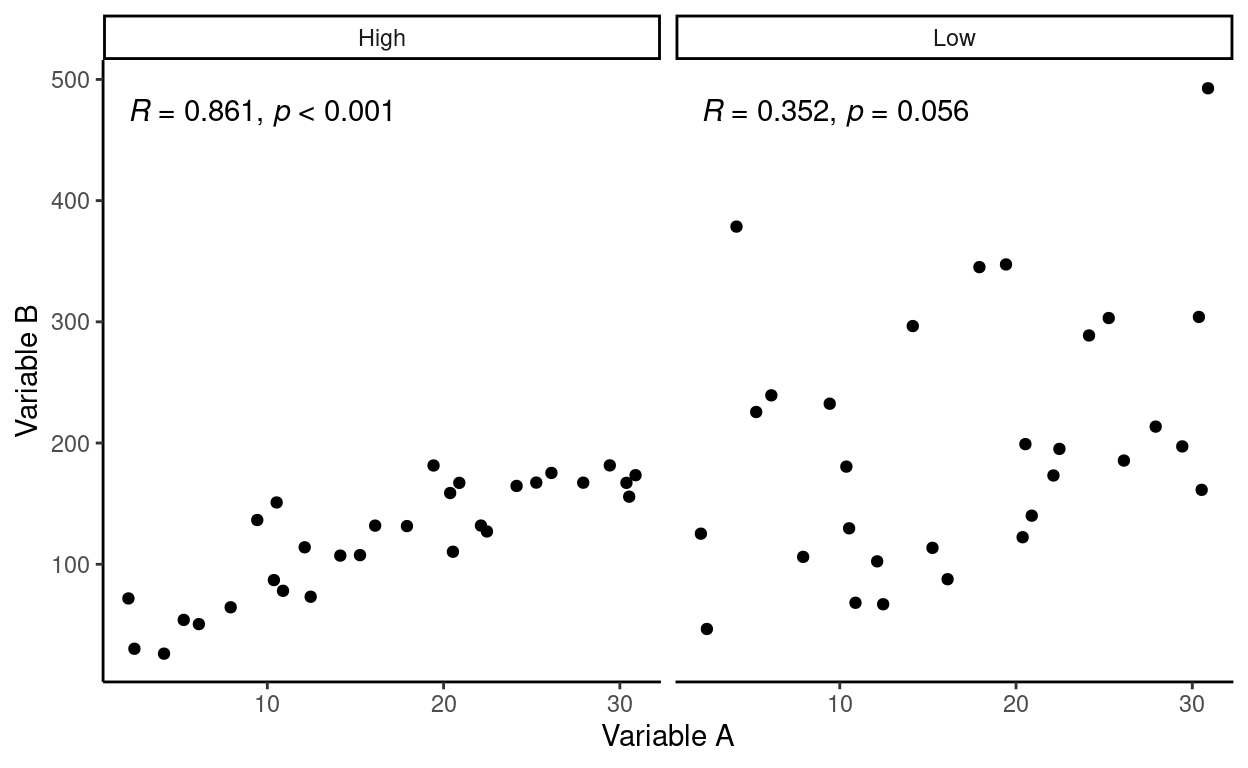 High
Low
R = 0.861, p < 0.001
R = 0.352, p = 0.056
500
400
300
200
100
Variable B
10
20
30
10
20
30
Variable A